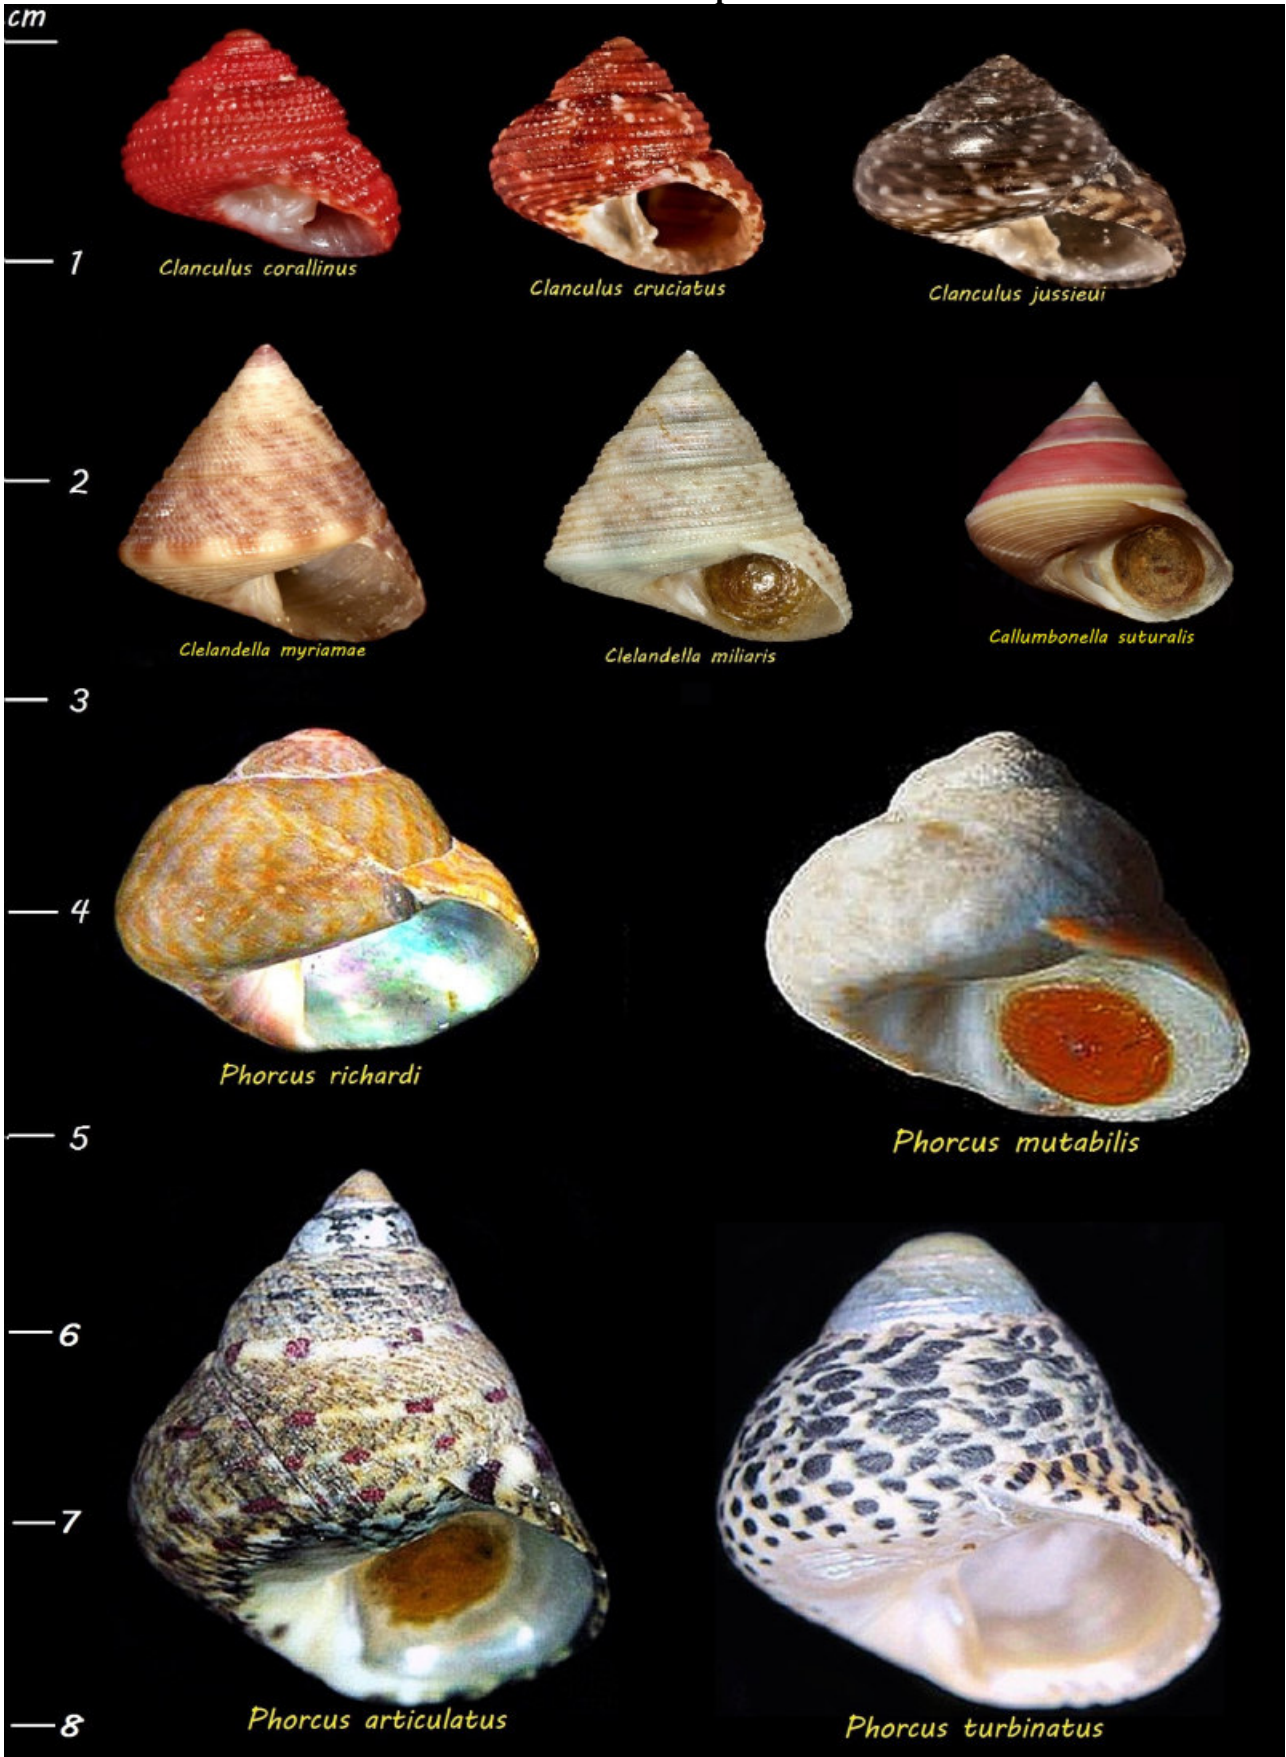 cm
Clanculus corallinus
Clanculus cruciatus
Clanculus jussieui
1
2
Clelandella myriamae
Clelandella miliaris
Callumbonella suturalis
3
4
Phorcus richardi
Phorcus mutabilis
5
6
7
Phorcus articulatus
Phorcus turbinatus
8